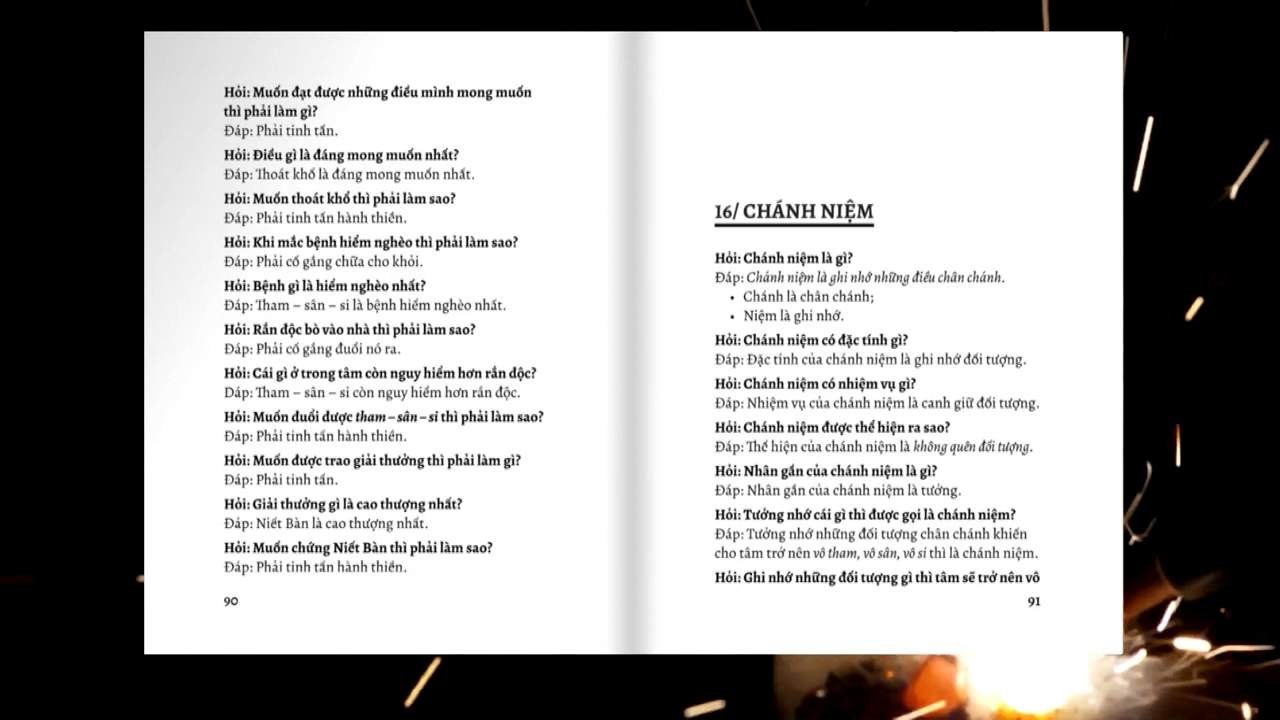 Hỏi: Muốn đạt được những điều mình mong muốn
thì phải làm gì?
Đáp: Phải tinh tấn.
Hỏi: Điều gì là đáng mong muốn nhất?
Đáp: Thoát khổ là đáng mong muốn nhất.
Hỏi: Muốn thoát khổ thì phải làm sao?
Đáp: Phải tinh tấn hành thiền.
Hỏi: Khi mắc bệnh hiểm nghèo thì phải làm sao?
Đáp: Phải cố gắng chữa cho khỏi.
Hỏi: Bệnh gì là hiểm nghèo nhất?
Đáp: Tham – sân – si là bệnh hiểm nghèo nhất.
Hỏi: Rắn độc bò vào nhà thì phải làm sao?
Đáp: Phải cố gắng đuổi nó ra.
Hỏi: Cái gì ở trong tâm còn nguy hiểm hơn rắn độc?
Đáp: Tham – sân – si còn nguy hiểm hơn rắn độc.
Hỏi: Muốn đuổi được tham – sân – si thì phải làm sao?
Đáp: Phải tinh tấn hành thiền.
Hỏi: Muốn được trao giải thưởng thì phải làm gì?
Đáp: Phải tinh tấn.
Hỏi: Giải thưởng gì là cao thượng nhất?
Đáp: Niết Bàn là cao thượng nhất.
Hỏi: Muốn chứng Niết Bàn thì phải làm sao?
Đáp: Phải tinh tấn hành thiền.
90
16/ CHÁNH NIỆM
Hỏi: Chánh niệm là gì?
Đáp: Chánh niệm là ghi nhớ những điều chân chánh.
• Chánh là chân chánh;
• Niệm là ghi nhớ.
Hỏi: Chánh niệm có đặc tính gì?
Đáp: Đặc tính của chánh niệm là ghi nhớ đối tượng.
Hỏi: Chánh niệm có nhiệm vụ gì?
Đáp: Nhiệm vụ của chánh niệm là canh giữ đối tượng.
Hỏi: Chánh niệm được thể hiện ra sao?
Đáp: Thể hiện của chánh niệm là không quên đối tượng.
Hỏi: Nhân gần của chánh niệm là gì?
Đáp: Nhân gần của chánh niệm là tưởng.
Hỏi: Tưởng nhớ cái gì thì được gọi là chánh niệm?
Đáp: Tưởng nhớ những đối tượng chân chánh khiến
cho tâm trở nên vô tham, vô sân, vô si thì là chánh niệm.
Hỏi: Ghi nhớ những đối tượng gì thì tâm sẽ trở nên vô
91